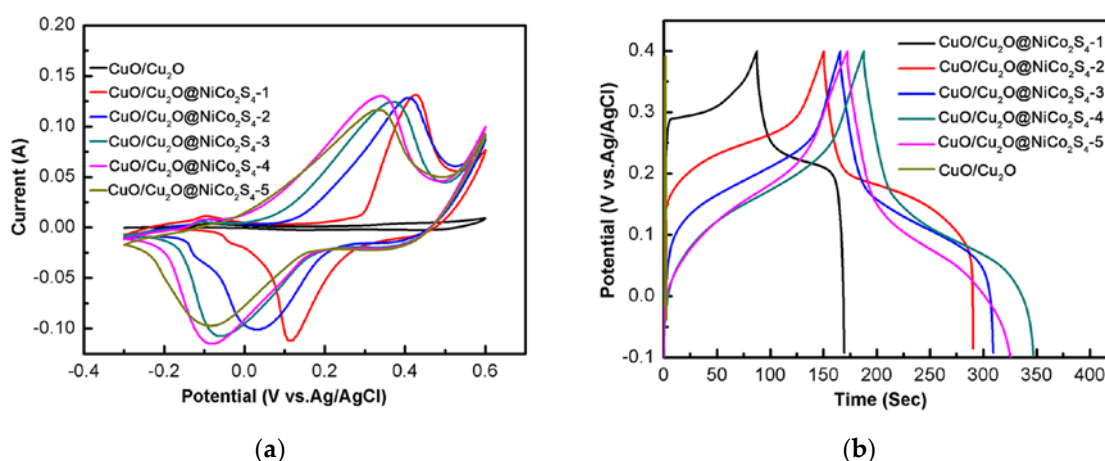 0.20
0.15
0.10
0.05
0.00
-0.05
-0.10
Current (A)
CuO/Cu₂O
CuO/Cu₂O@NiCo₂S₄-1
CuO/Cu₂O@NiCo₂S₄-2
CuO/Cu₂O@NiCo₂S₄-3
CuO/Cu₂O@NiCo₂S₄-4
CuO/Cu₂O@NiCo₂S₄-5
-0.4 -0.2 0.0 0.2 0.4 0.6
Potential (V vs.Ag/AgCl)
(a)
0.4
0.3
0.2
0.1
0.0
-0.1
Potential (V vs.Ag/AgCl)
CuO/Cu₂O@NiCo₂S₄-1
CuO/Cu₂O@NiCo₂S₄-2
CuO/Cu₂O@NiCo₂S₄-3
CuO/Cu₂O@NiCo₂S₄-4
CuO/Cu₂O@NiCo₂S₄-5
CuO/Cu₂O
0 50 100 150 200 250 300 350 400
Time (Sec)
(b)